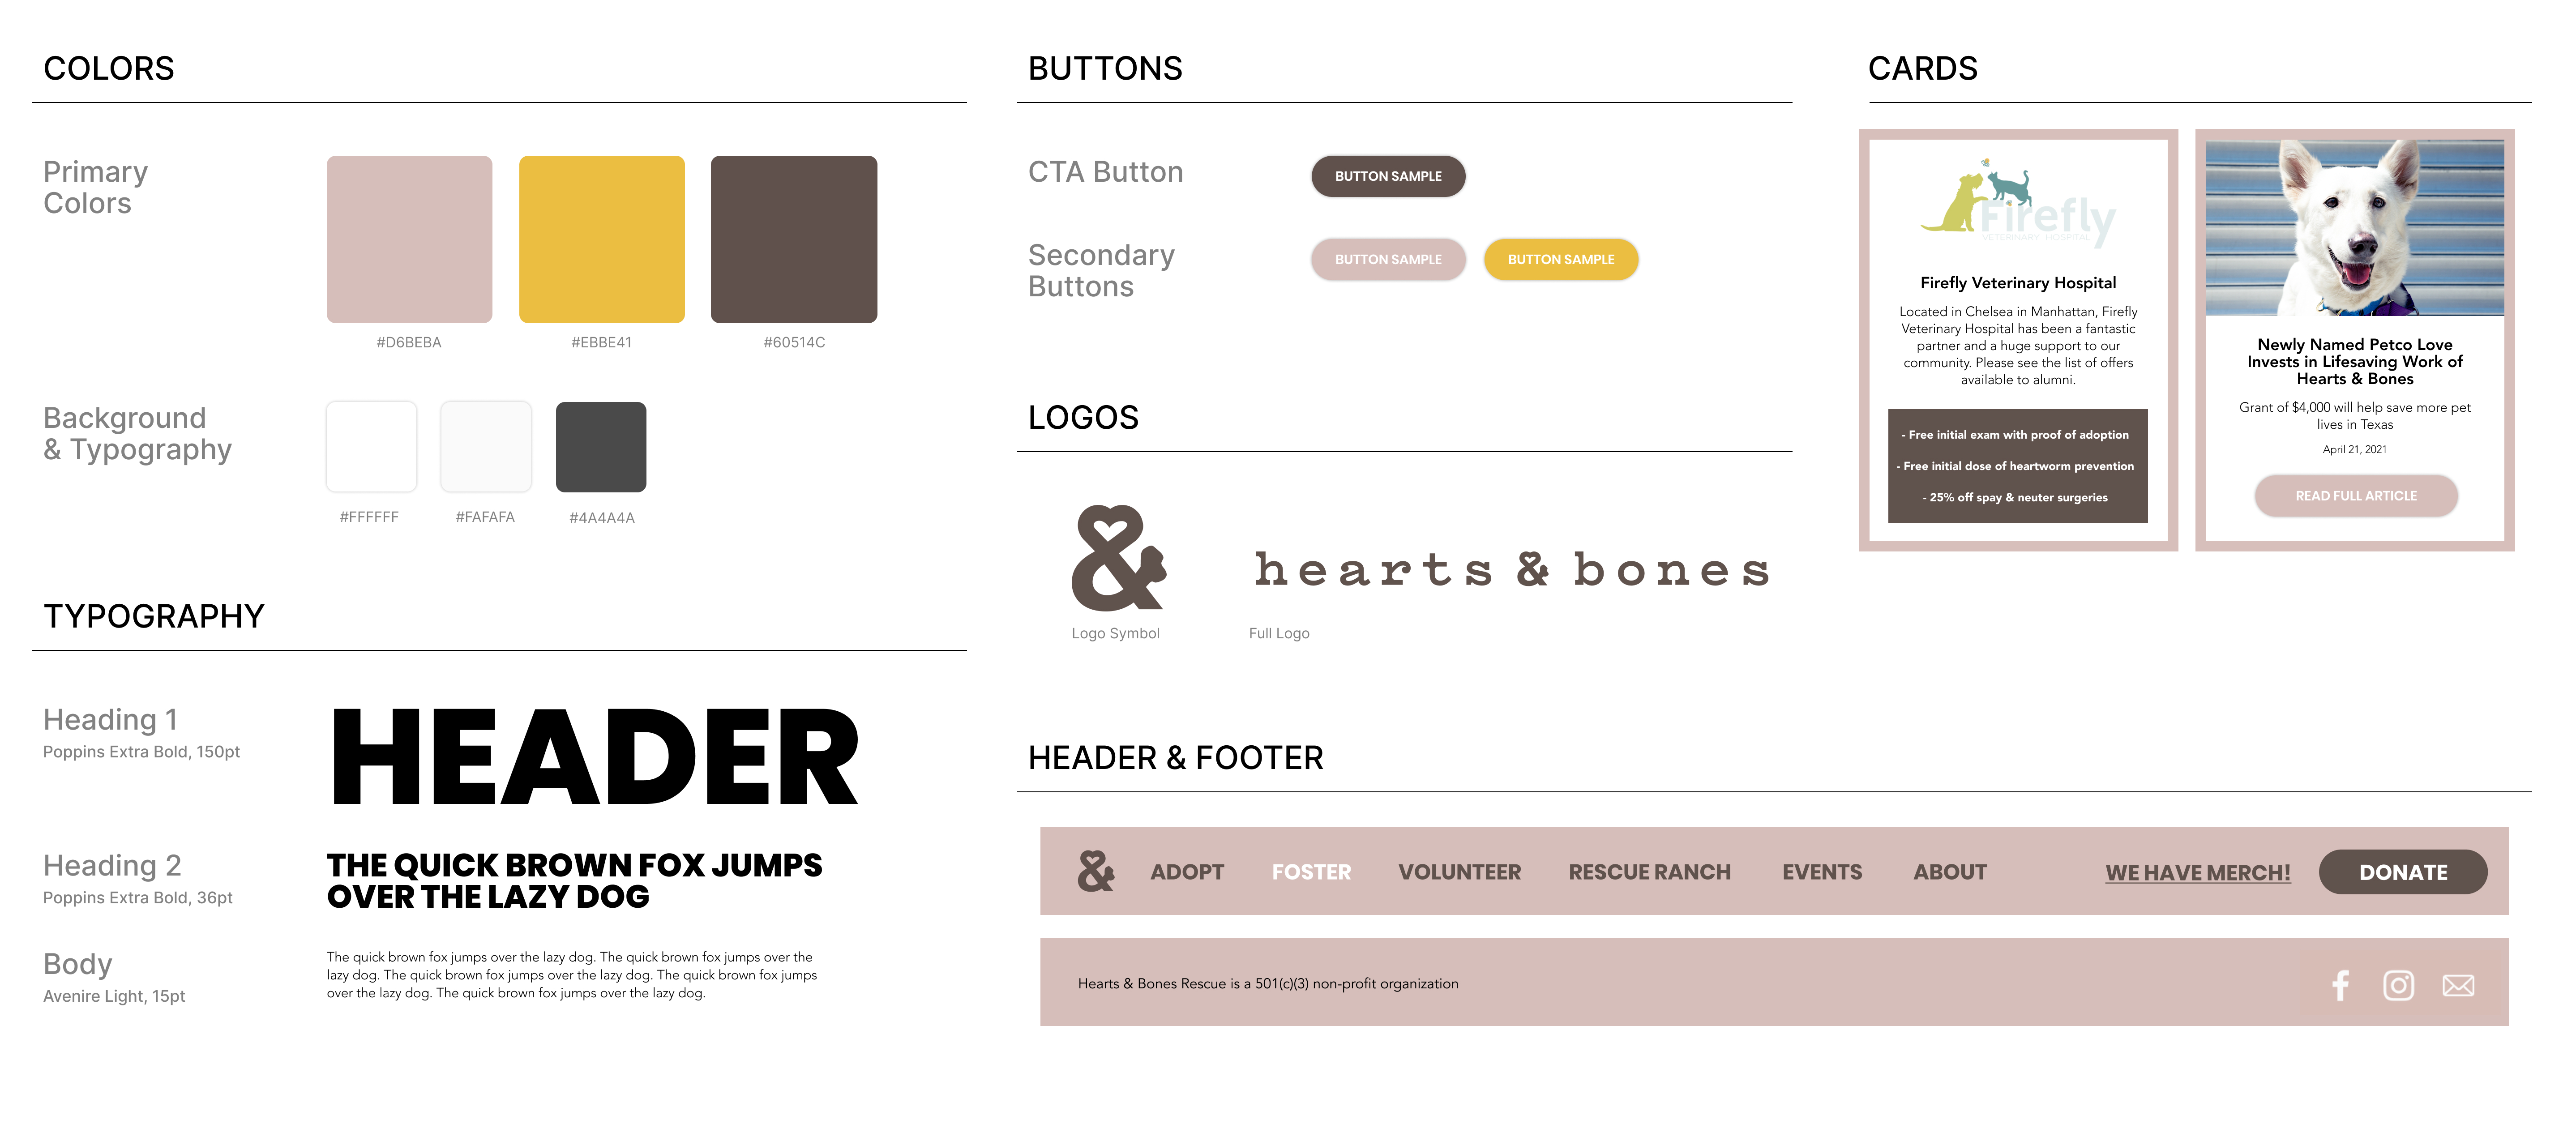 COLORS
Primary
Colors
#D6BEBA
#EBBE41
#60514C
Background
& Typography
#FFFFFF
#FAFAFA
#4A4A4A
TYPOGRAPHY
Heading 1
Poppins Extra Bold, 150pt
HEADER
Heading 2
Poppins Extra Bold, 36pt
THE QUICK BROWN FOX JUMPS
OVER THE LAZY DOG
Body
Avenire Light, 15pt
The quick brown fox jumps over the lazy dog. The quick brown fox jumps over the
lazy dog. The quick brown fox jumps over the lazy dog. The quick brown fox jumps
over the lazy dog. The quick brown fox jumps over the lazy dog.
BUTTONS
CTA Button
BUTTON SAMPLE
Secondary
Buttons
BUTTON SAMPLE
BUTTON SAMPLE
LOGOS
&
Logo Symbol
hearts & bones
Full Logo
CARDS
Firefly
VETERINARY HOSPITAL
Firefly Veterinary Hospital
Located in Chelsea in Manhattan, Firefly
Veterinary Hospital has been a fantastic
partner and a huge support to our
community. Please see the list of offers
available to alumni.
- Free initial exam with proof of adoption
- Free initial dose of heartworm prevention
- 25% off spay & neuter surgeries
Newly Named Petco Love
Invests in Lifesaving Work of
Hearts & Bones
Grant of $4,000 will help save more pet
lives in Texas
April 21, 2021
READ FULL ARTICLE
HEADER & FOOTER
& ADOPT FOSTER VOLUNTEER RESCUE RANCH EVENTS ABOUT WE HAVE MERCH! DONATE
Hearts & Bones Rescue is a 501(c)(3) non-profit organization